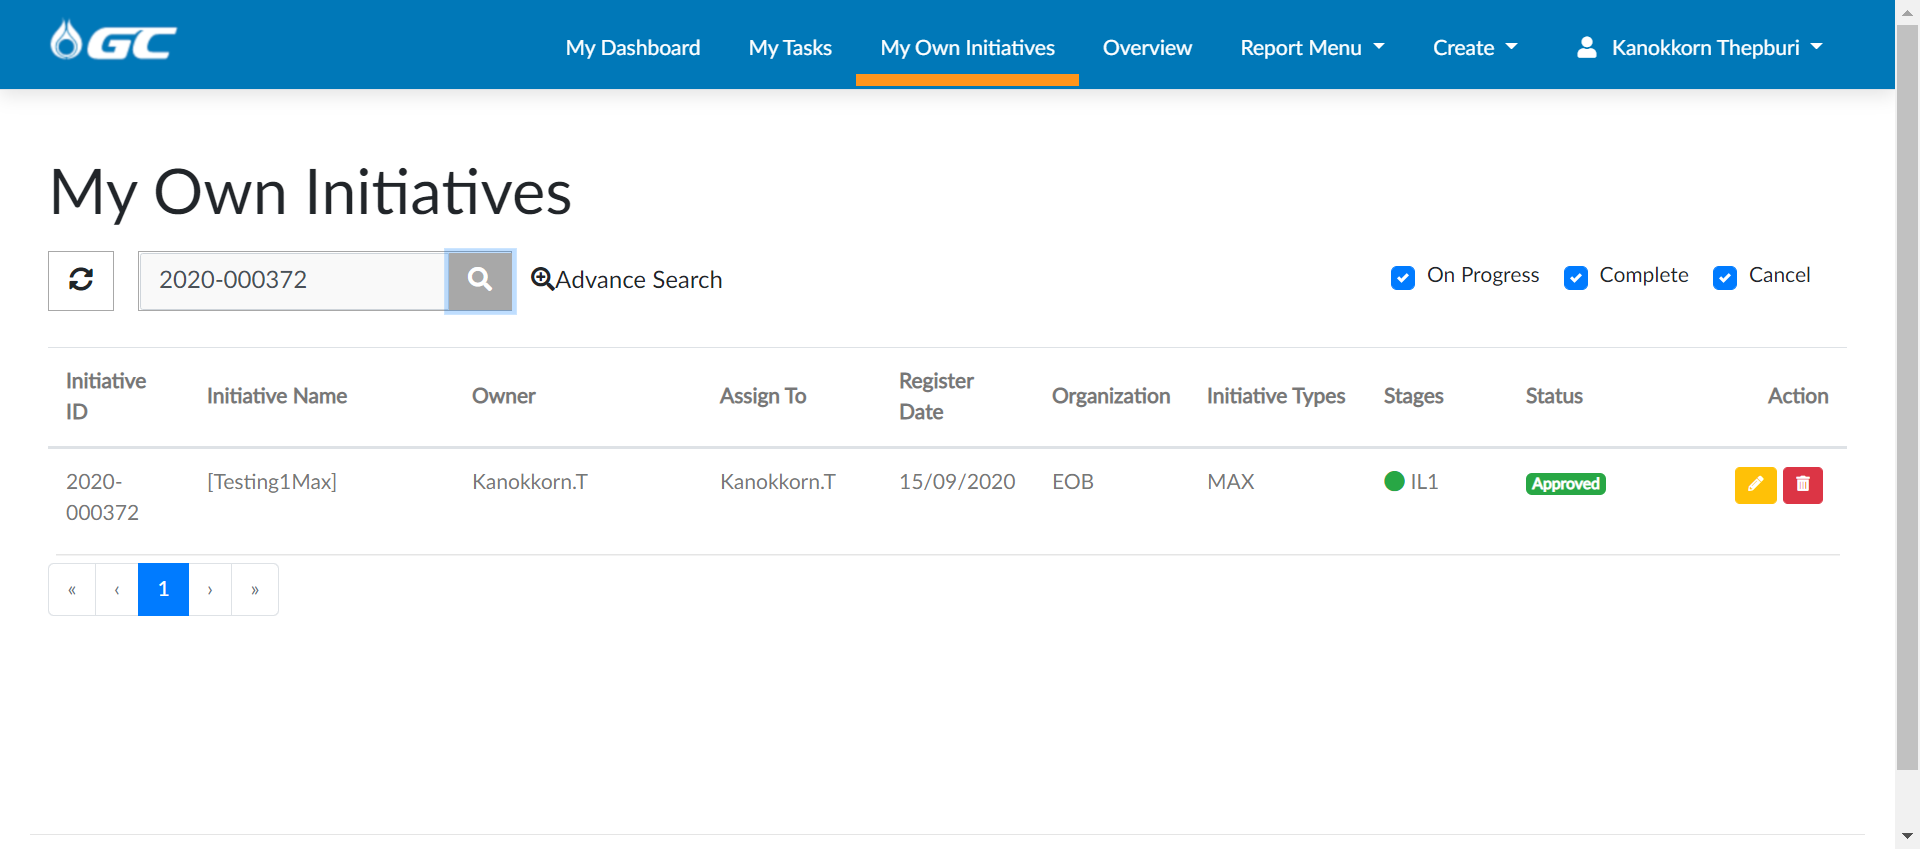 GC
My Dashboard My Tasks My Own Initiatives Overview Report Menu Create Kanokkorn Thepburi
My Own Initiatives
2020-000372 Advance Search On Progress Complete Cancel
Initiative ID Initiative Name Owner Assign To Register Date Organization Initiative Types Stages Status Action
2020-000372 [Testing1Max] Kanokkorn.T Kanokkorn.T 15/09/2020 EOB MAX IL1 Approved
« ‹ 1 › »